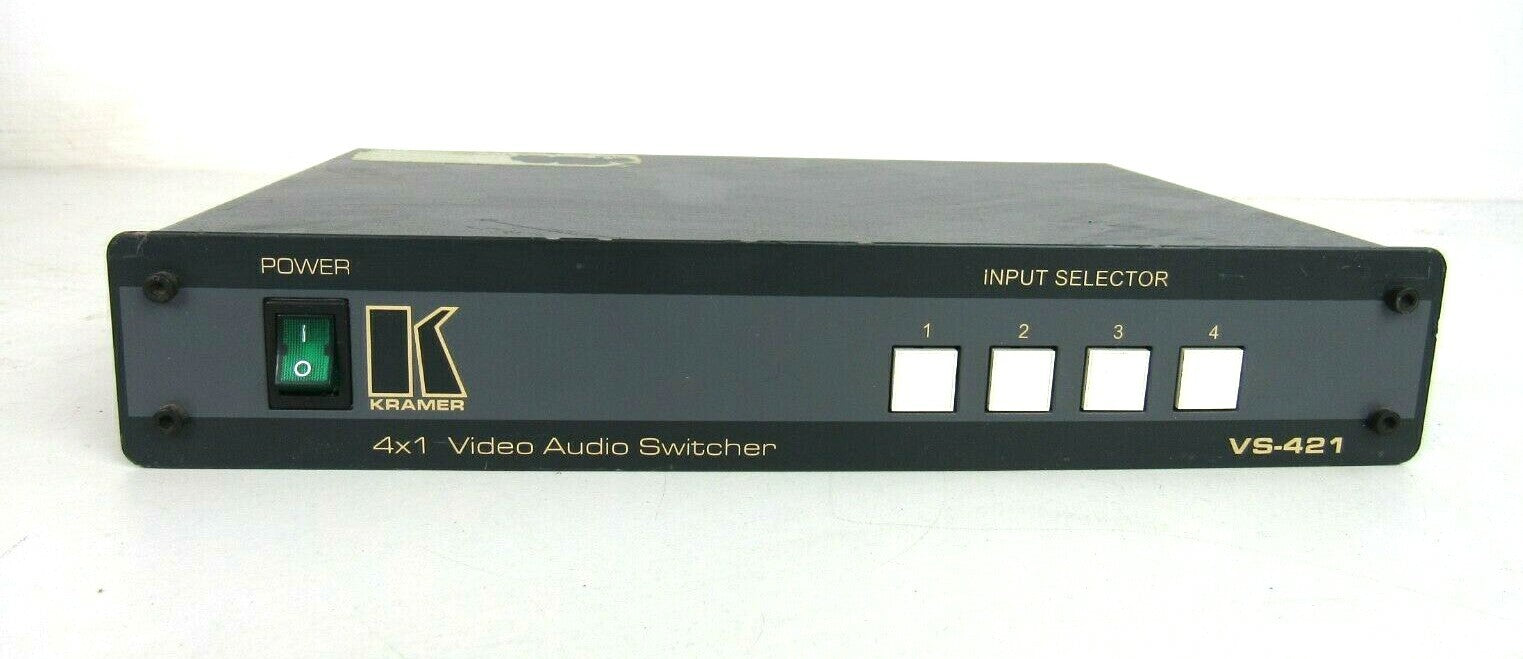 POWER
INPUT SELECTOR
1 2 3 4
I
O
K
KRAMER
4x1 Video Audio Switcher
VS-421